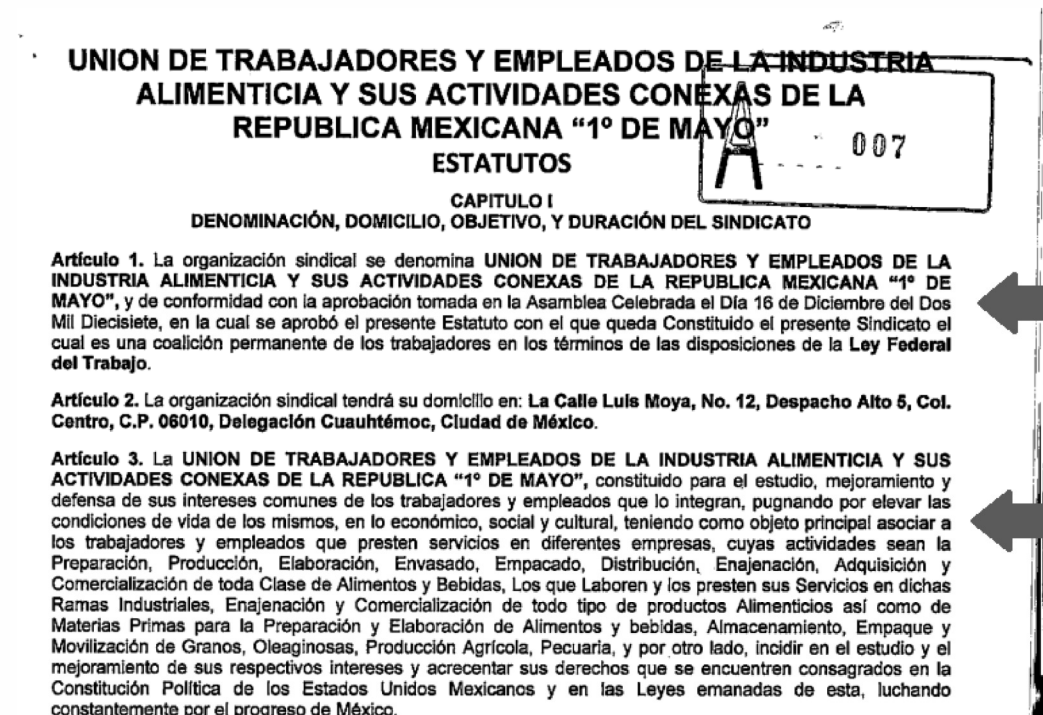 UNION DE TRABAJADORES Y EMPLEADOS DE LA INDUSTRIA
ALIMENTICIA Y SUS ACTIVIDADES CONEXAS DE LA
REPUBLICA MEXICANA “1º DE MAYO”
007
ESTATUTOS
CAPITULO I
DENOMINACIÓN, DOMICILIO, OBJETIVO, Y DURACIÓN DEL SINDICATO
Artículo 1. La organización sindical se denomina UNION DE TRABAJADORES Y EMPLEADOS DE LA
INDUSTRIA ALIMENTICIA Y SUS ACTIVIDADES CONEXAS DE LA REPUBLICA MEXICANA “1º DE
MAYO”, y de conformidad con la aprobación tomada en la Asamblea Celebrada el Día 16 de Diciembre del Dos
Mil Diecisiete, en la cual se aprobó el presente Estatuto con el que queda Constituido el presente Sindicato el
cual es una coalición permanente de los trabajadores en los términos de las disposiciones de la Ley Federal
del Trabajo.
Artículo 2. La organización sindical tendrá su domicilio en: La Calle Luis Moya, No. 12, Despacho Alto 5, Col.
Centro, C.P. 06010, Delegación Cuauhtémoc, Ciudad de México.
Artículo 3. La UNION DE TRABAJADORES Y EMPLEADOS DE LA INDUSTRIA ALIMENTICIA Y SUS
ACTIVIDADES CONEXAS DE LA REPUBLICA “1º DE MAYO”, constituido para el estudio, mejoramiento y
defensa de sus intereses comunes de los trabajadores y empleados que lo integran, pugnando por elevar las
condiciones de vida de los mismos, en lo económico, social y cultural, teniendo como objeto principal asociar a
los trabajadores y empleados que presten servicios en diferentes empresas, cuyas actividades sean la
Preparación, Producción, Elaboración, Envasado, Empacado, Distribución, Enajenación, Adquisición y
Comercialización de toda Clase de Alimentos y Bebidas, Los que Laboren y los presten sus Servicios en dichas
Ramas Industriales, Enajenación y Comercialización de todo tipo de productos Alimenticios así como de
Materias Primas para la Preparación y Elaboración de Alimentos y bebidas, Almacenamiento, Empaque y
Movilización de Granos, Oleaginosas, Producción Agrícola, Pecuaria, y por otro lado, incidir en el estudio y el
mejoramiento de sus respectivos intereses y acrecentar sus derechos que se encuentren consagrados en la
Constitución Política de los Estados Unidos Mexicanos y en las Leyes emanadas de esta, luchando
constantemente por el progreso de México.